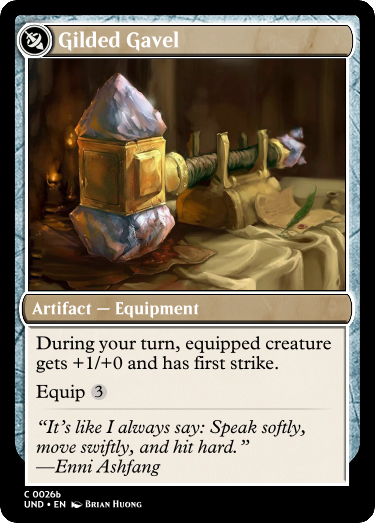 Gilded Gavel
Artifact — Equipment
During your turn, equipped creature
gets +1/+0 and has first strike.
Equip 3
“It’s like I always say: Speak softly,
move swiftly, and hit hard.”
—Enni Ashfang
C 0026b
UND • EN Brian Huong